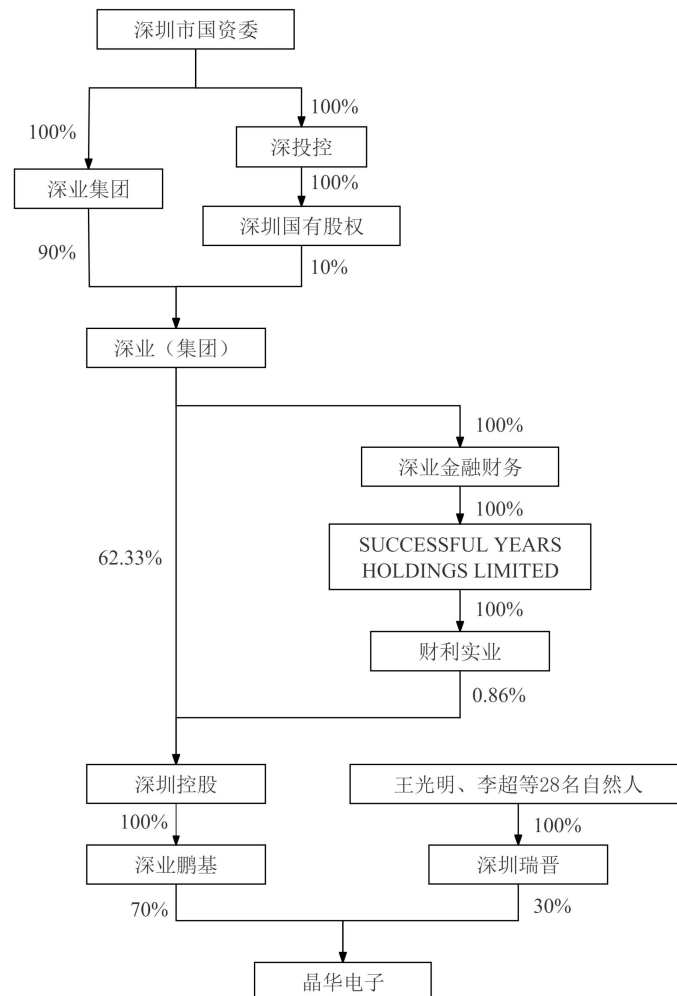 深圳市国资委
100%
100%
深投控
深业集团
100%
深圳国有股权
90%
10%
深业（集团）
100%
深业金融财务
100%
62.33%
SUCCESSFUL YEARS
HOLDINGS LIMITED
100%
财利实业
0.86%
深圳控股
王光明、李超等28名自然人
100%
100%
深业鹏基
深圳瑞晋
70%
30%
晶华电子